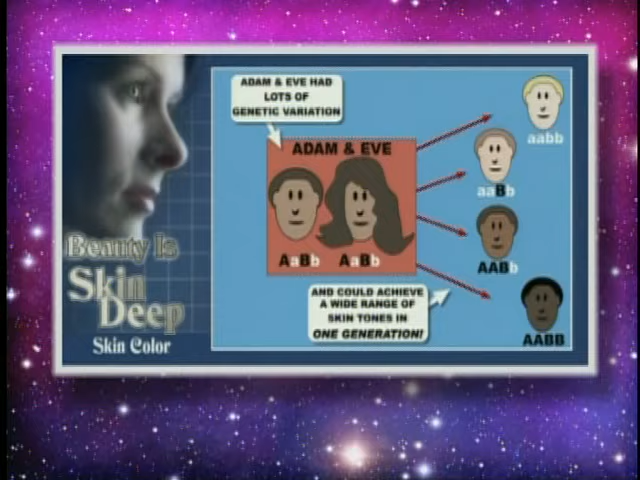 ADAM & EVE HAD
LOTS OF
GENETIC VARIATION
ADAM & EVE
AaBb AaBb
aabb
aaBb
AABb
AABB
AND COULD ACHIEVE
A WIDE RANGE OF
SKIN TONES IN
ONE GENERATION!
Beauty Is
Skin
Deep
Skin Color